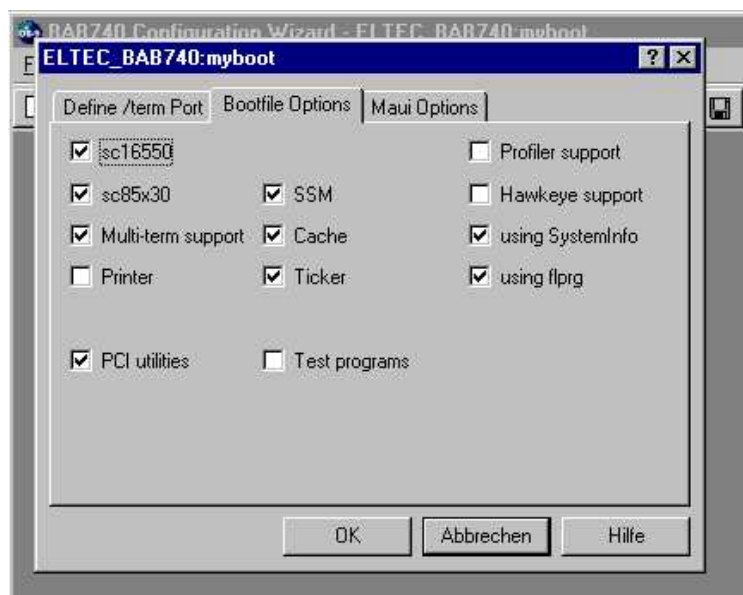 BAB740 Configuration Wizard - ELTEC_BAB740:myboot
ELTEC_BAB740:myboot
Define /term Port
Bootfile Options
Maui Options
sc16550
Profiler support
sc85x30
SSM
Hawkeye support
Multi-term support
Cache
using SystemInfo
Printer
Ticker
using flprg
PCI utilities
Test programs
OK
Abbrechen
Hilfe